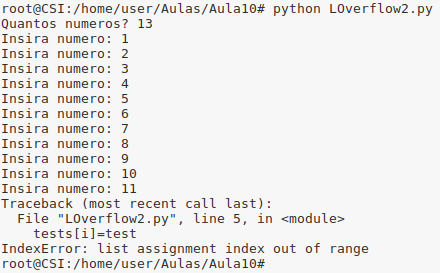 root@CSI:/home/user/Aulas/Aula10# python LOverflow2.py
Quantos numeros? 13
Insira numero: 1
Insira numero: 2
Insira numero: 3
Insira numero: 4
Insira numero: 5
Insira numero: 6
Insira numero: 7
Insira numero: 8
Insira numero: 9
Insira numero: 10
Insira numero: 11
Traceback (most recent call last):
  File "LOverflow2.py", line 5, in <module>
    tests[i]=test
IndexError: list assignment index out of range
root@CSI:/home/user/Aulas/Aula10#